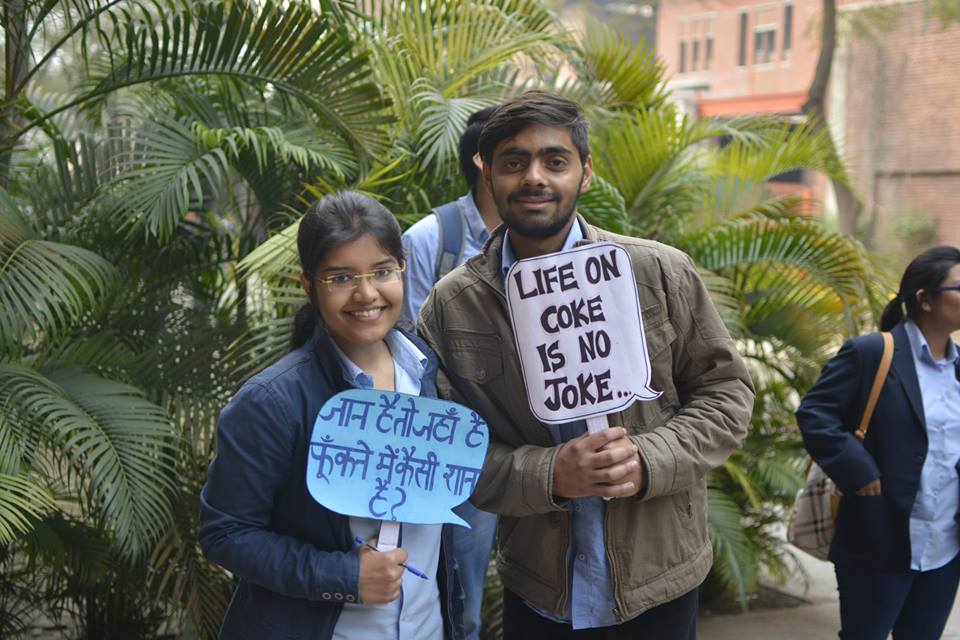 जान है तो जहाँ है
फूँकने में कैसी शान
है?
LIFE ON
COKE
IS NO
JOKE...